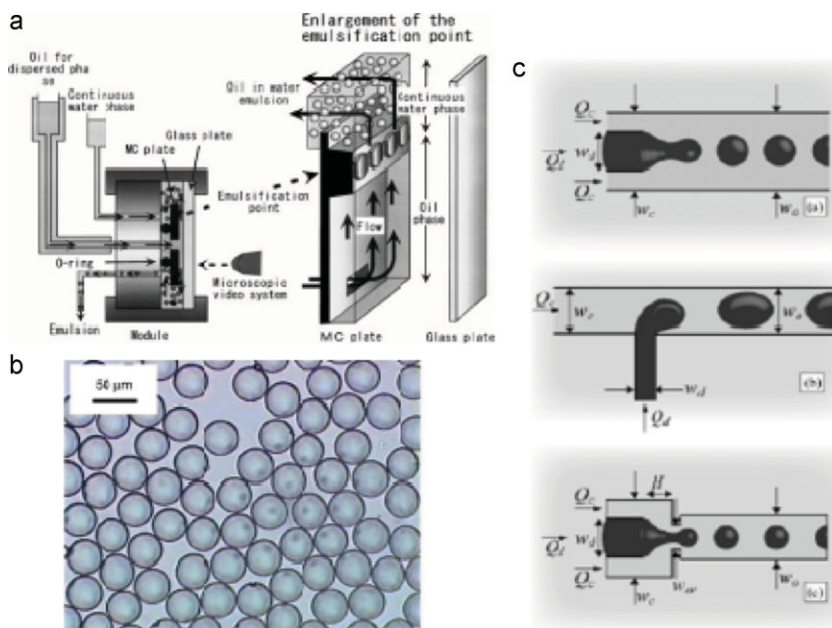 a
Oil for
dispersed pha
se
Continuous
water phase
MC plate
Glass plate
Emulsification
point
O-ring
Microscopic
video system
Emulsion
Module
Enlargement of the
emulsification point
Oil in water
emulsion
Continuous
water phase
Oil phase
Flow
MC plate
Glass plate
b
50 μm
c
Q_c
Q_d
w_d
Q_c
w_c
w_o
(a)
Q_c
w_c
w_o
w_d
(b)
Q_d
H
Q_c
Q_d
w_d
Q_c
w_c
w_or
w_o
(c)